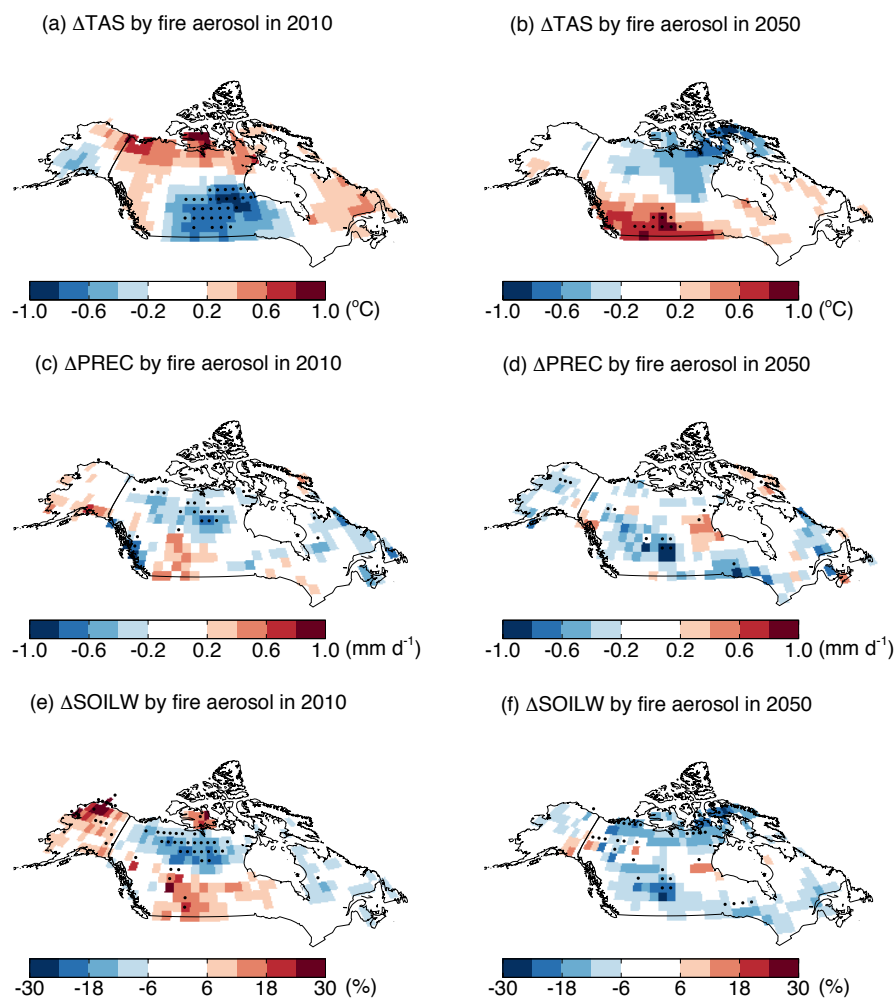 (a) ΔTAS by fire aerosol in 2010
(b) ΔTAS by fire aerosol in 2050
-1.0 -0.6 -0.2 0.2 0.6 1.0 (°C)
-1.0 -0.6 -0.2 0.2 0.6 1.0 (°C)
(c) ΔPREC by fire aerosol in 2010
(d) ΔPREC by fire aerosol in 2050
-1.0 -0.6 -0.2 0.2 0.6 1.0 (mm d⁻¹)
-1.0 -0.6 -0.2 0.2 0.6 1.0 (mm d⁻¹)
(e) ΔSOILW by fire aerosol in 2010
(f) ΔSOILW by fire aerosol in 2050
-30 -18 -6 6 18 30 (%)
-30 -18 -6 6 18 30 (%)